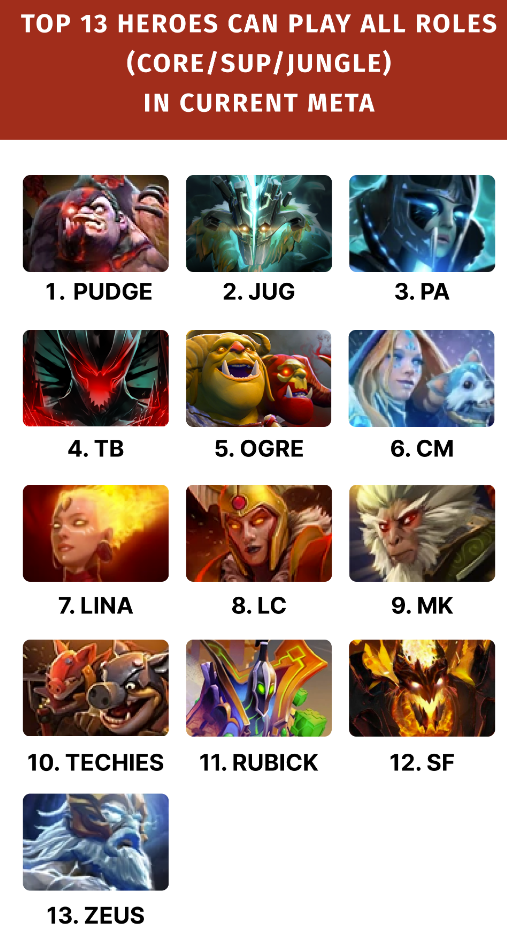 TOP 13 HEROES CAN PLAY ALL ROLES
(CORE/SUP/JUNGLE)
IN CURRENT META
1. PUDGE
2. JUG
3. PA
4. TB
5. OGRE
6. CM
7. LINA
8. LC
9. MK
10. TECHIES
11. RUBICK
12. SF
13. ZEUS